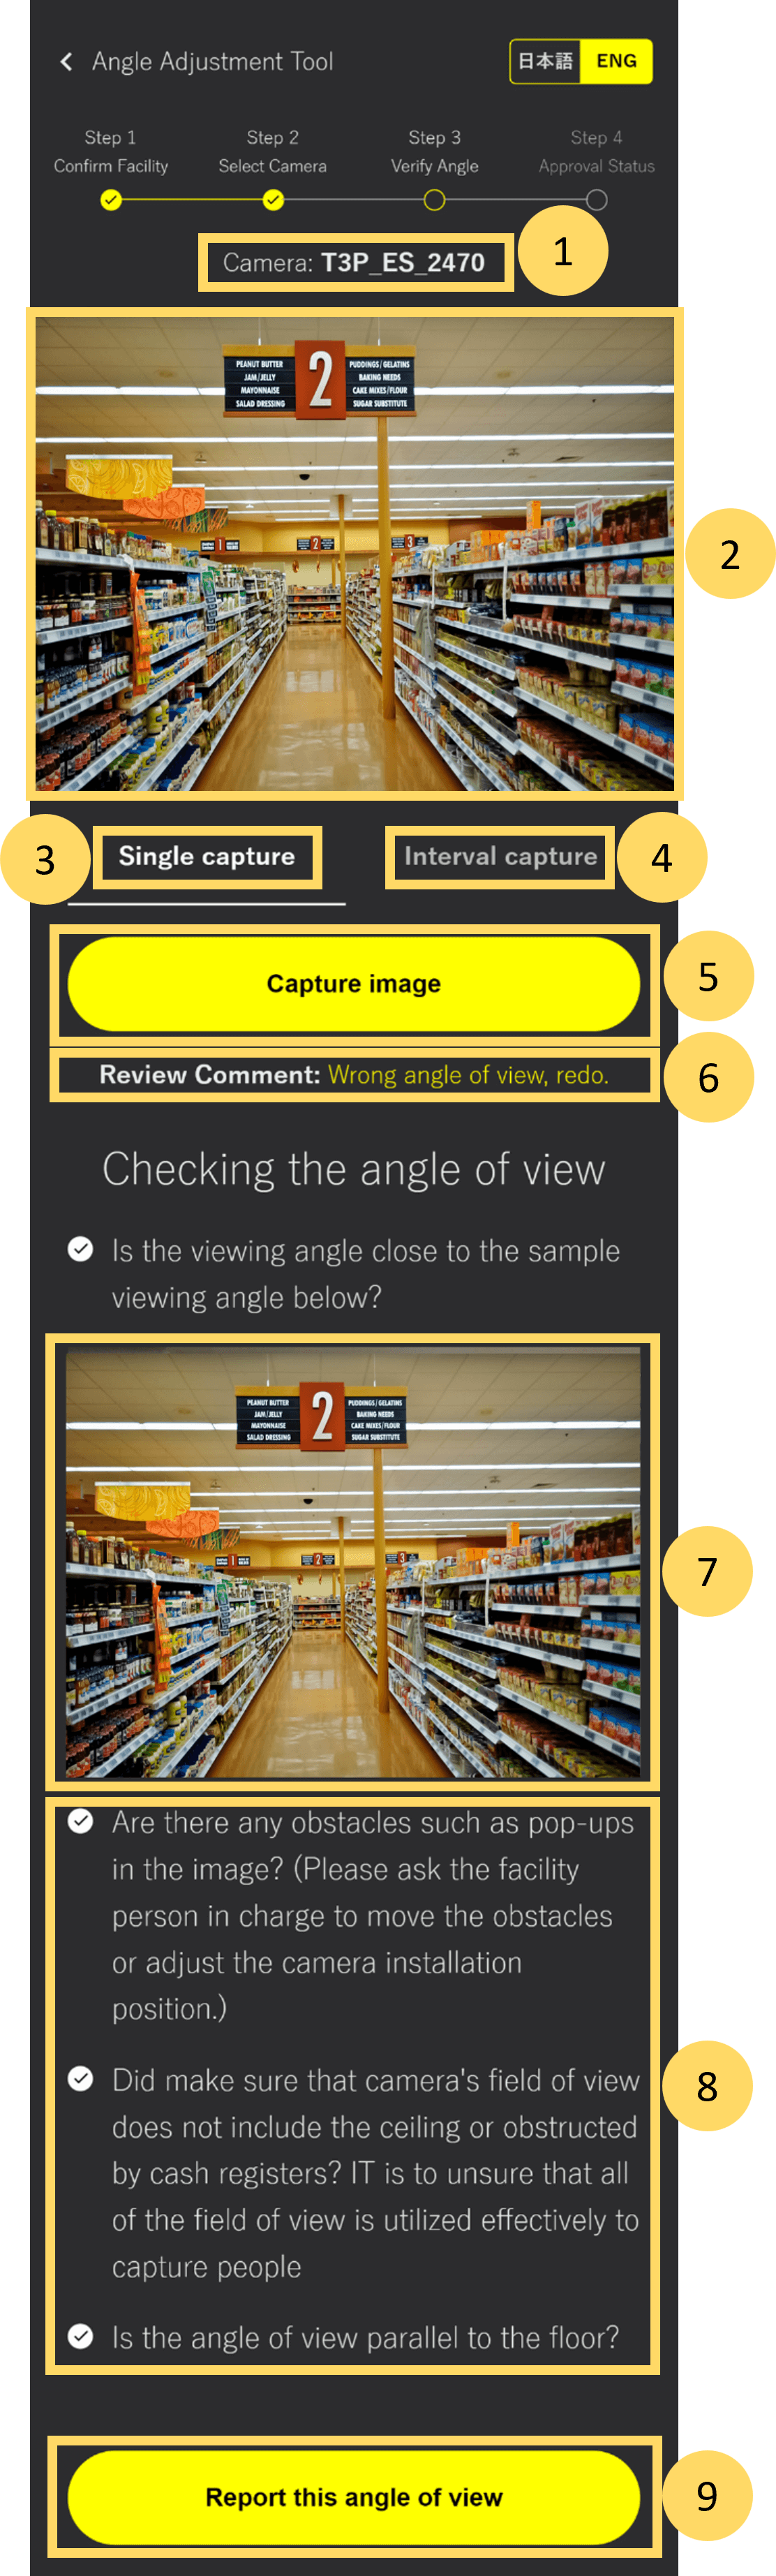 Angle Adjustment Tool
日本語 ENG
Step 1 Step 2 Step 3 Step 4
Confirm Facility Select Camera Verify Angle Approval Status
Camera: T3P_ES_2470
1
PEANUT BUTTER
JAM/JELLY
MAYONNAISE
SALAD DRESSING
2
PUDDINGS/GELATINS
BAKING NEEDS
CAKE MIXES/FLOUR
SUGAR SUBSTITUTE
1
2
3
2
3
Single capture
Interval capture
4
Capture image
5
Review Comment: Wrong angle of view, redo.
6
Checking the angle of view
Is the viewing angle close to the sample
viewing angle below?
PEANUT BUTTER
JAM/JELLY
MAYONNAISE
SALAD DRESSING
2
PUDDINGS/GELATINS
BAKING NEEDS
CAKE MIXES/FLOUR
SUGAR SUBSTITUTE
1
2
3
7
Are there any obstacles such as pop-ups
in the image? (Please ask the facility
person in charge to move the obstacles
or adjust the camera installation
position.)
Did make sure that camera's field of view
does not include the ceiling or obstructed
by cash registers? IT is to unsure that all
of the field of view is utilized effectively to
capture people
8
Is the angle of view parallel to the floor?
Report this angle of view
9